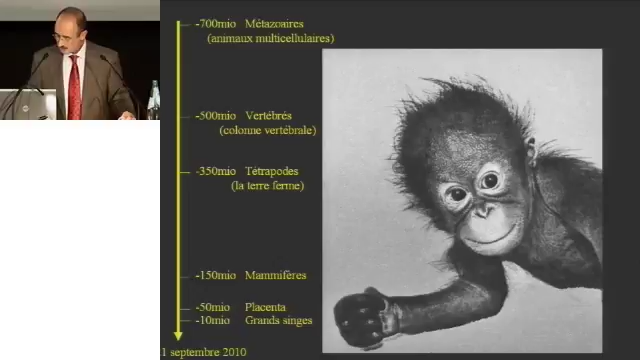 -700mio Métazoaires
(animaux multicellulaires)
-500mio Vertébrés
(colonne vertébrale)
-350mio Tétrapodes
(la terre ferme)
-150mio Mammifères
-50mio Placenta
-10mio Grands singes
1 septembre 2010